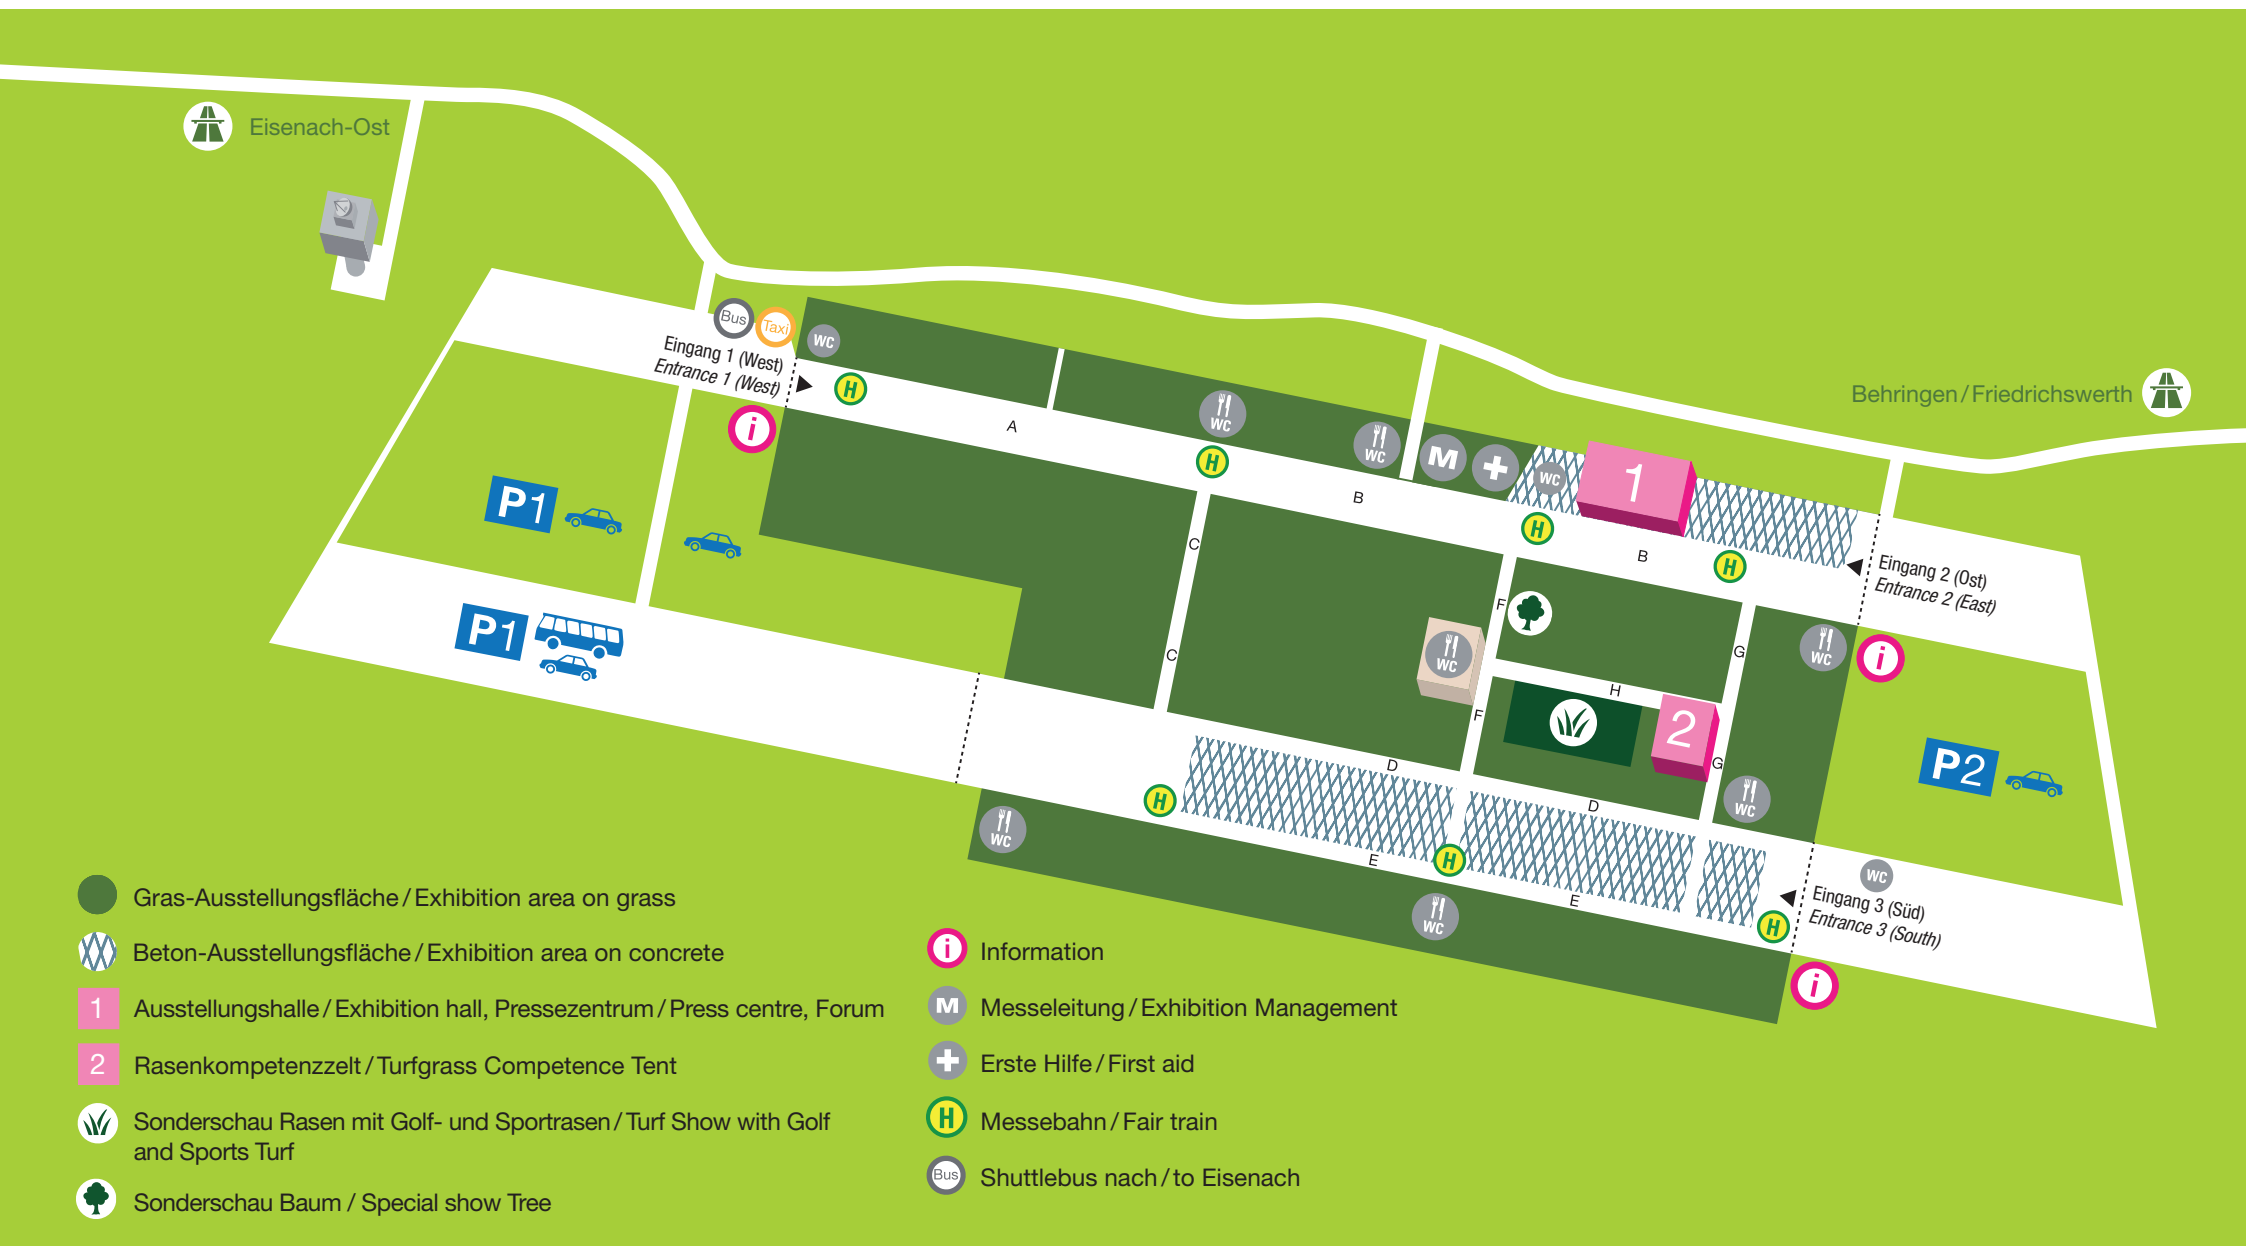 Eisenach-Ost
Bus
Taxi
WC
Eingang 1 (West)
Entrance 1 (West)
H
i
A
WC
H
WC
M
WC
1
Behringen/Friedrichswerth
B
H
B
H
Eingang 2 (Ost)
Entrance 2 (East)
P1
C
F
WC
G
WC
i
P1
C
H
F
2
G
P2
D
WC
D
H
WC
E
H
E
WC
WC
Eingang 3 (Süd)
Entrance 3 (South)
H
i
Gras-Ausstellungsfläche/Exhibition area on grass
Beton-Ausstellungsfläche/Exhibition area on concrete
1 Ausstellungshalle/Exhibition hall, Pressezentrum/Press centre, Forum
2 Rasenkompetenzzelt/Turfgrass Competence Tent
Sonderschau Rasen mit Golf- und Sportrasen/Turf Show with Golf
and Sports Turf
Sonderschau Baum / Special show Tree
i Information
M Messeleitung/Exhibition Management
Erste Hilfe/First aid
H Messebahn/Fair train
Bus Shuttlebus nach/to Eisenach